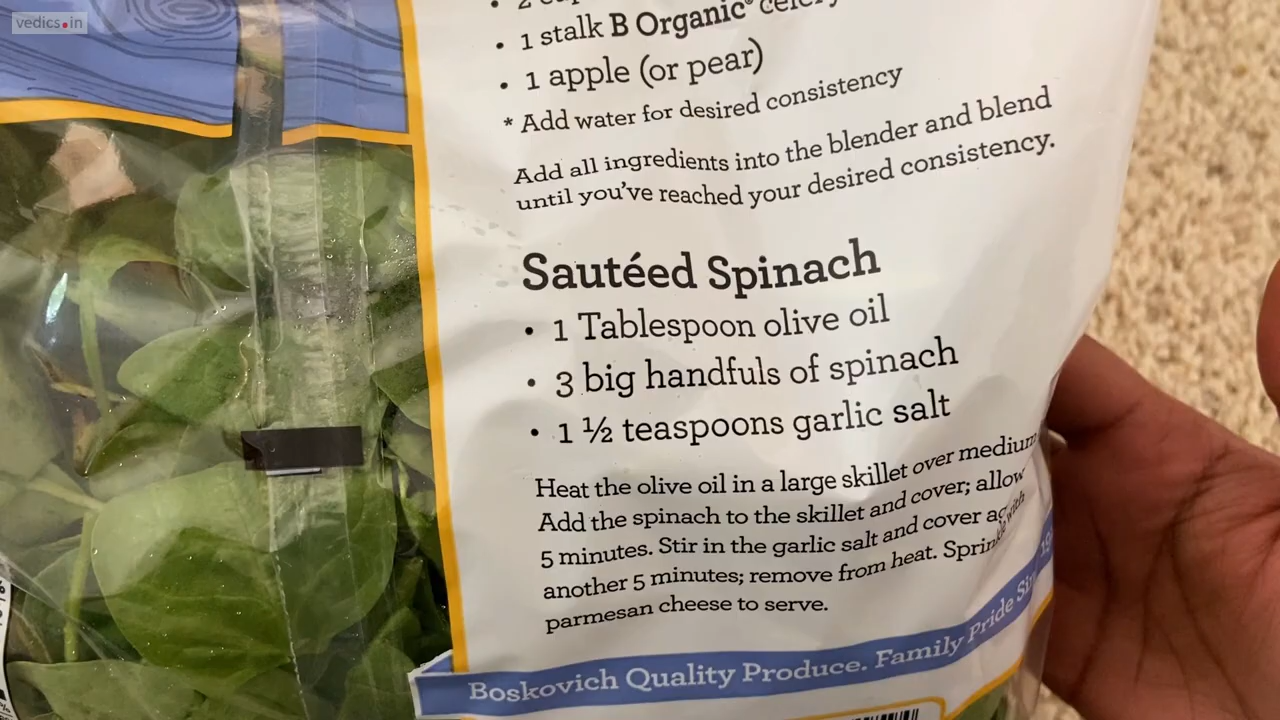 vedics.in
• 2
• 1 stalk B Organic® celery
• 1 apple (or pear)
* Add water for desired consistency
Add all ingredients into the blender and blend
until you've reached your desired consistency.
Sautéed Spinach
• 1 Tablespoon olive oil
• 3 big handfuls of spinach
• 1 ½ teaspoons garlic salt
Heat the olive oil in a large skillet over medium
Add the spinach to the skillet and cover; allow
5 minutes. Stir in the garlic salt and cover
another 5 minutes; remove from heat. Sprinkle with
parmesan cheese to serve.
Boskovich Quality Produce. Family Pride